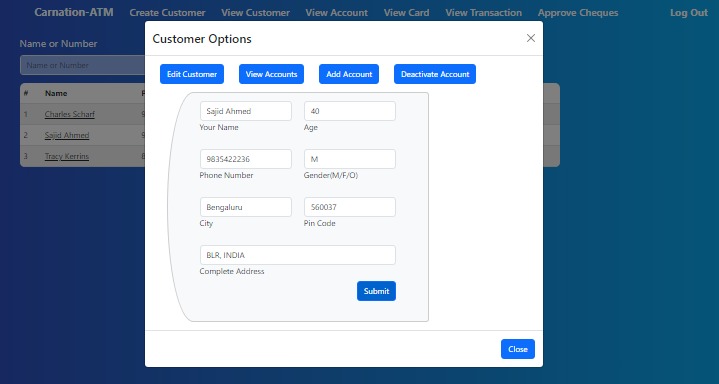 Carnation-ATM Create Customer View Customer View Account View Card View Transaction Approve Cheques Log Out
Customer Options ×
Name or Number
Name or Number
Edit Customer View Accounts Add Account Deactivate Account
# Name
1 Charles Scharf 9
2 Sajid Ahmed 9
3 Tracy Kerrins 8
Sajid Ahmed 40
Your Name Age
9835422236 M
Phone Number Gender(M/F/O)
Bengaluru 560037
City Pin Code
BLR, INDIA
Complete Address
Submit
Close